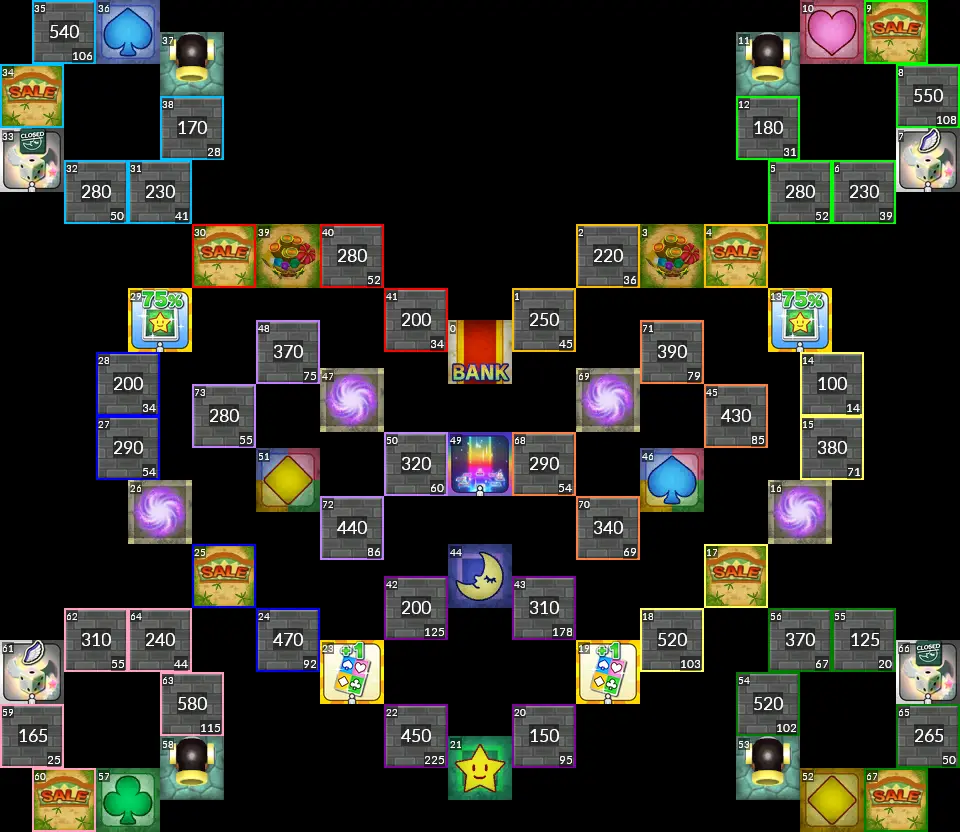 35 540 106
36
10
9 SALE
37
11
34 SALE
8 550 108
38 170 28
12 180 31
33 CLOSED
7
32 280 50
31 230 41
5 280 52
6 230 39
30 SALE
39
40 280 52
2 220 36
3
4 SALE
29 75%
41 200 34
1 250 45
13 75%
48 370 75
0 BANK
71 390 79
28 200 34
14 100 14
47
69
73 280 55
45 430 85
27 290 54
15 380 71
50 320 60
49
68 290 54
51
46
26
16
72 440 86
70 340 69
25 SALE
44
17 SALE
42 200 125
43 310 178
62 310 55
64 240 44
24 470 92
18 520 103
56 370 67
55 125 20
61
23 +1
19 +1
66 CLOSED
63 580 115
54 520 102
59 165 25
22 450 225
20 150 95
65 265 50
58
21
53
60 SALE
57
52
67 SALE